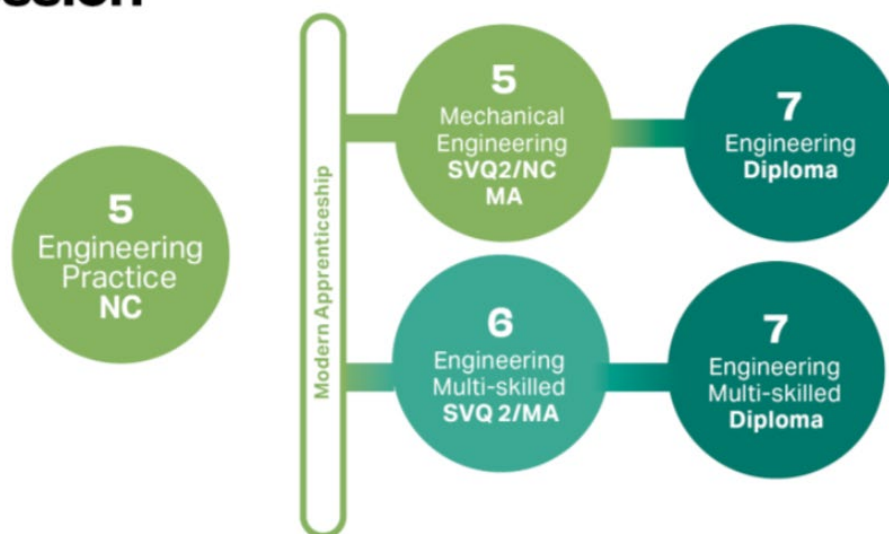 5
Engineering
Practice
NC
Modern Apprenticeship
5
Mechanical
Engineering
SVQ2/NC
MA
7
Engineering
Diploma
6
Engineering
Multi-skilled
SVQ 2/MA
7
Engineering
Multi-skilled
Diploma